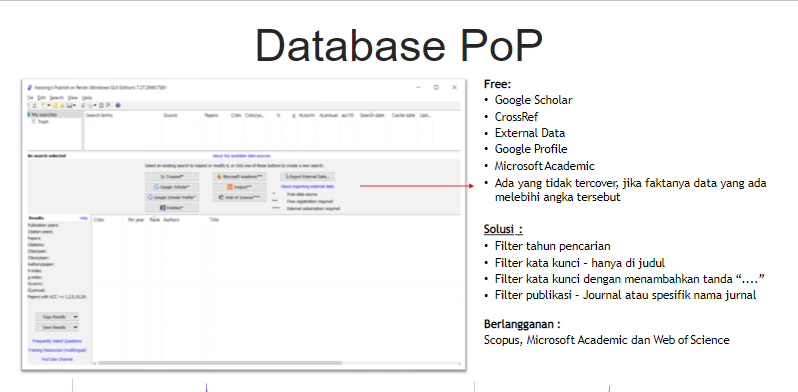 Database PoP
Harzing's Publish or Perish (Windows GUI Edition) 7.27.2949.7581
File Edit Search View Help
My searches
Trash
Search terms Source Papers Cites Cites/ye... h g hI,norm hI,annual acc10 Search date Cache date Last...
No search selected
About the available data sources
Select an existing search to inspect or modify it, or click one of these buttons to create a new search.
Crossref* Microsoft Academic** Import External Data...
Google Scholar* Scopus*** About importing external data
Google Scholar Profile* Web of Science*** * Free data source
PubMed* ** Free registration required
*** External subscription required
Results Help
Publication years:
Citation years:
Papers:
Citations:
Cites/year:
Cites/paper:
Authors/paper:
h-index:
g-index:
hI,norm:
hI,annual:
Papers with ACC >= 1,2,5,10,20:
Cites Per year Rank Authors Title
Copy Results
Save Results
Frequently Asked Questions
Training Resources (multilingual)
YouTube Channel
Free:
• Google Scholar
• CrossRef
• External Data
• Google Profile
• Microsoft Academic
• Ada yang tidak tercover, jika faktanya data yang ada
melebihi angka tersebut
Solusi :
• Filter tahun pencarian
• Filter kata kunci – hanya di judul
• Filter kata kunci dengan menambahkan tanda “....”
• Filter publikasi – Journal atau spesifik nama jurnal
Berlangganan :
Scopus, Microsoft Academic dan Web of Science